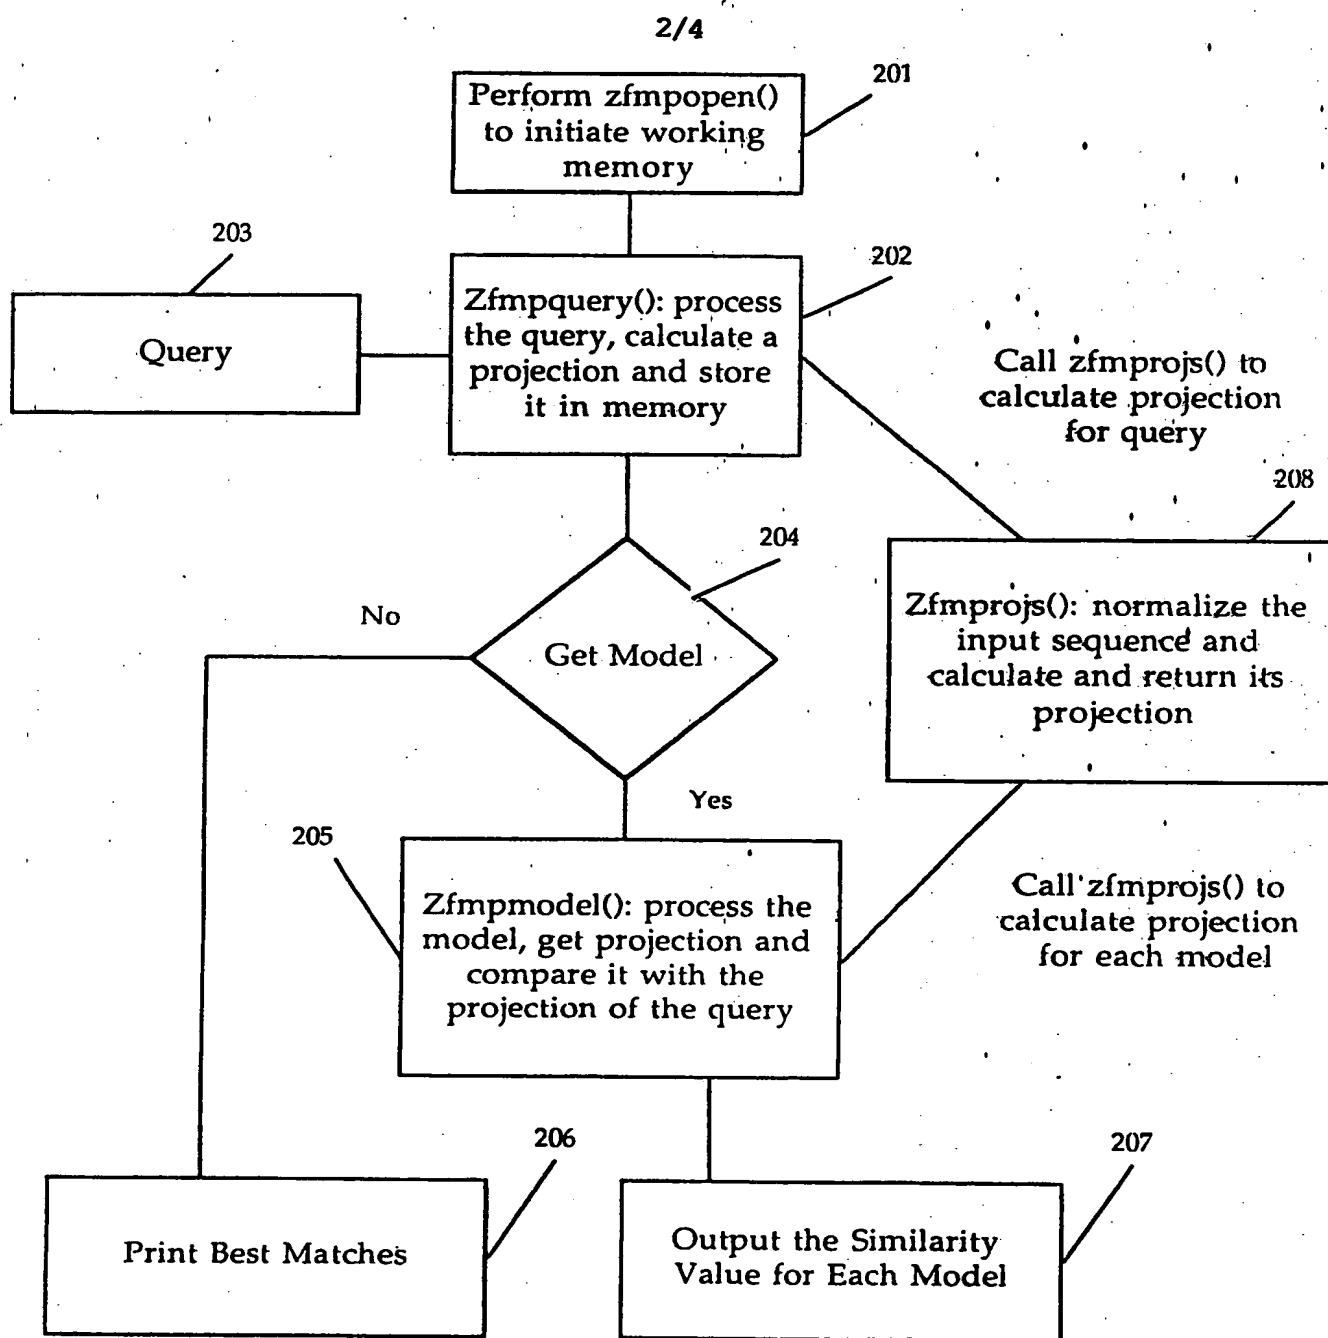 2/4
201
Perform zfmpopen()
to initiate working
memory
203
202
Query
Zfmpquery(): process
the query, calculate a
projection and store
it in memory
Call zfmprojs() to
calculate projection
for query
208
204
No
Get Model
Zfmprojs(): normalize the
input sequence and
calculate and return its
projection
Yes
205
Zfmpmodel(): process the
model, get projection and
compare it with the
projection of the query
Call zfmprojs() to
calculate projection
for each model
206
207
Print Best Matches
Output the Similarity
Value for Each Model